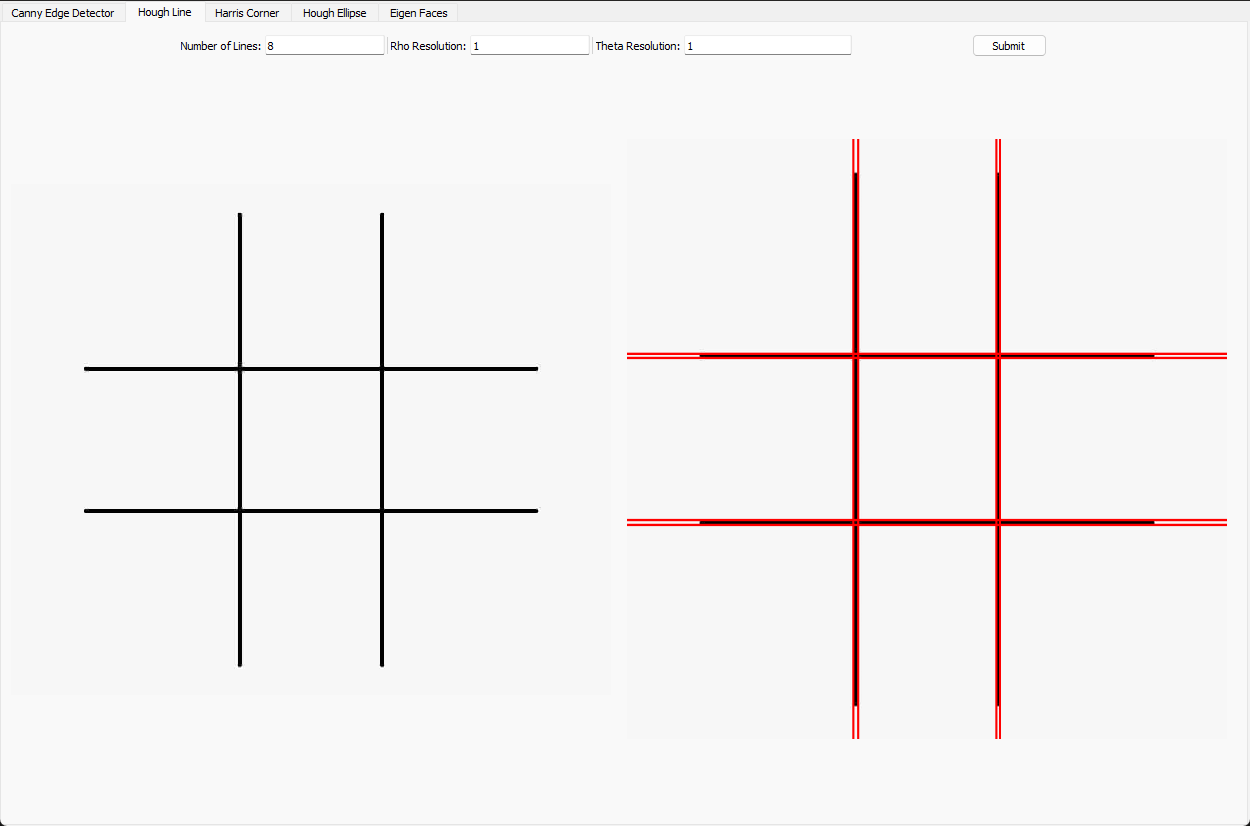 Canny Edge Detector Hough Line Harris Corner Hough Ellipse Eigen Faces
Number of Lines: 8 Rho Resolution: 1 Theta Resolution: 1 Submit